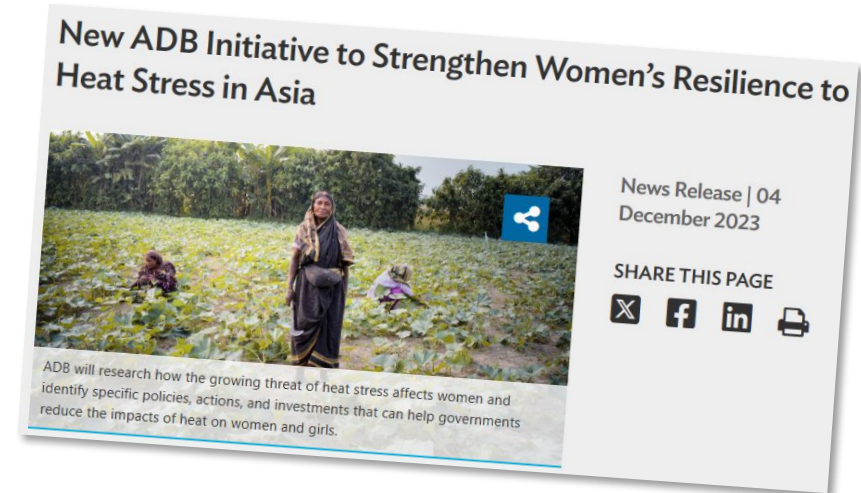 New ADB Initiative to Strengthen Women's Resilience to
Heat Stress in Asia
News Release | 04
December 2023
SHARE THIS PAGE
ADB will research how the growing threat of heat stress affects women and
identify specific policies, actions, and investments that can help governments
reduce the impacts of heat on women and girls.